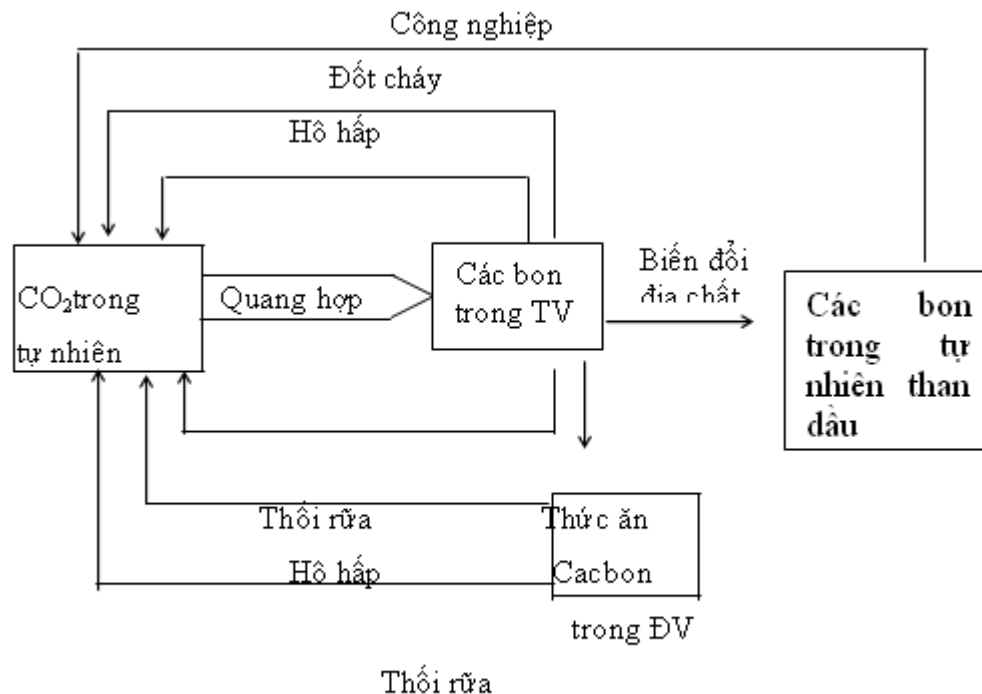 Công nghiệp
Đốt cháy
Hô hấp
CO₂trong
tự nhiên
Quang hợp
Các bon
trong TV
Biến đổi
địa chất
Các bon
trong tự
nhiên than
dầu
Thối rữa
Thức ăn
Hô hấp
Cacbon
trong ĐV
Thối rữa